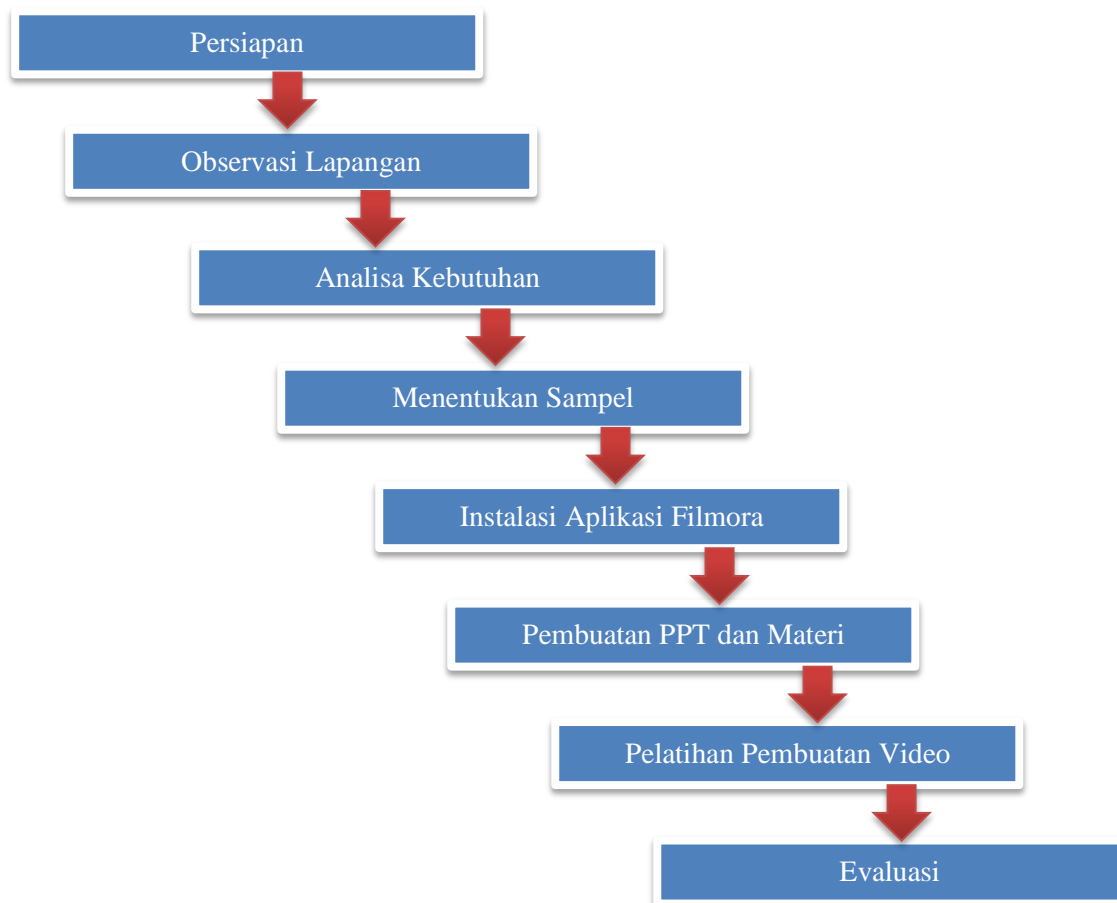 Persiapan
Observasi Lapangan
Analisa Kebutuhan
Menentukan Sampel
Instalasi Aplikasi Filmora
Pembuatan PPT dan Materi
Pelatihan Pembuatan Video
Evaluasi